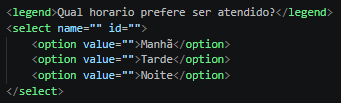 <legend>Qual horario prefere ser atendido?</legend>
<select name="" id="">
    <option value="">Manhã</option>
    <option value="">Tarde</option>
    <option value="">Noite</option>
</select>